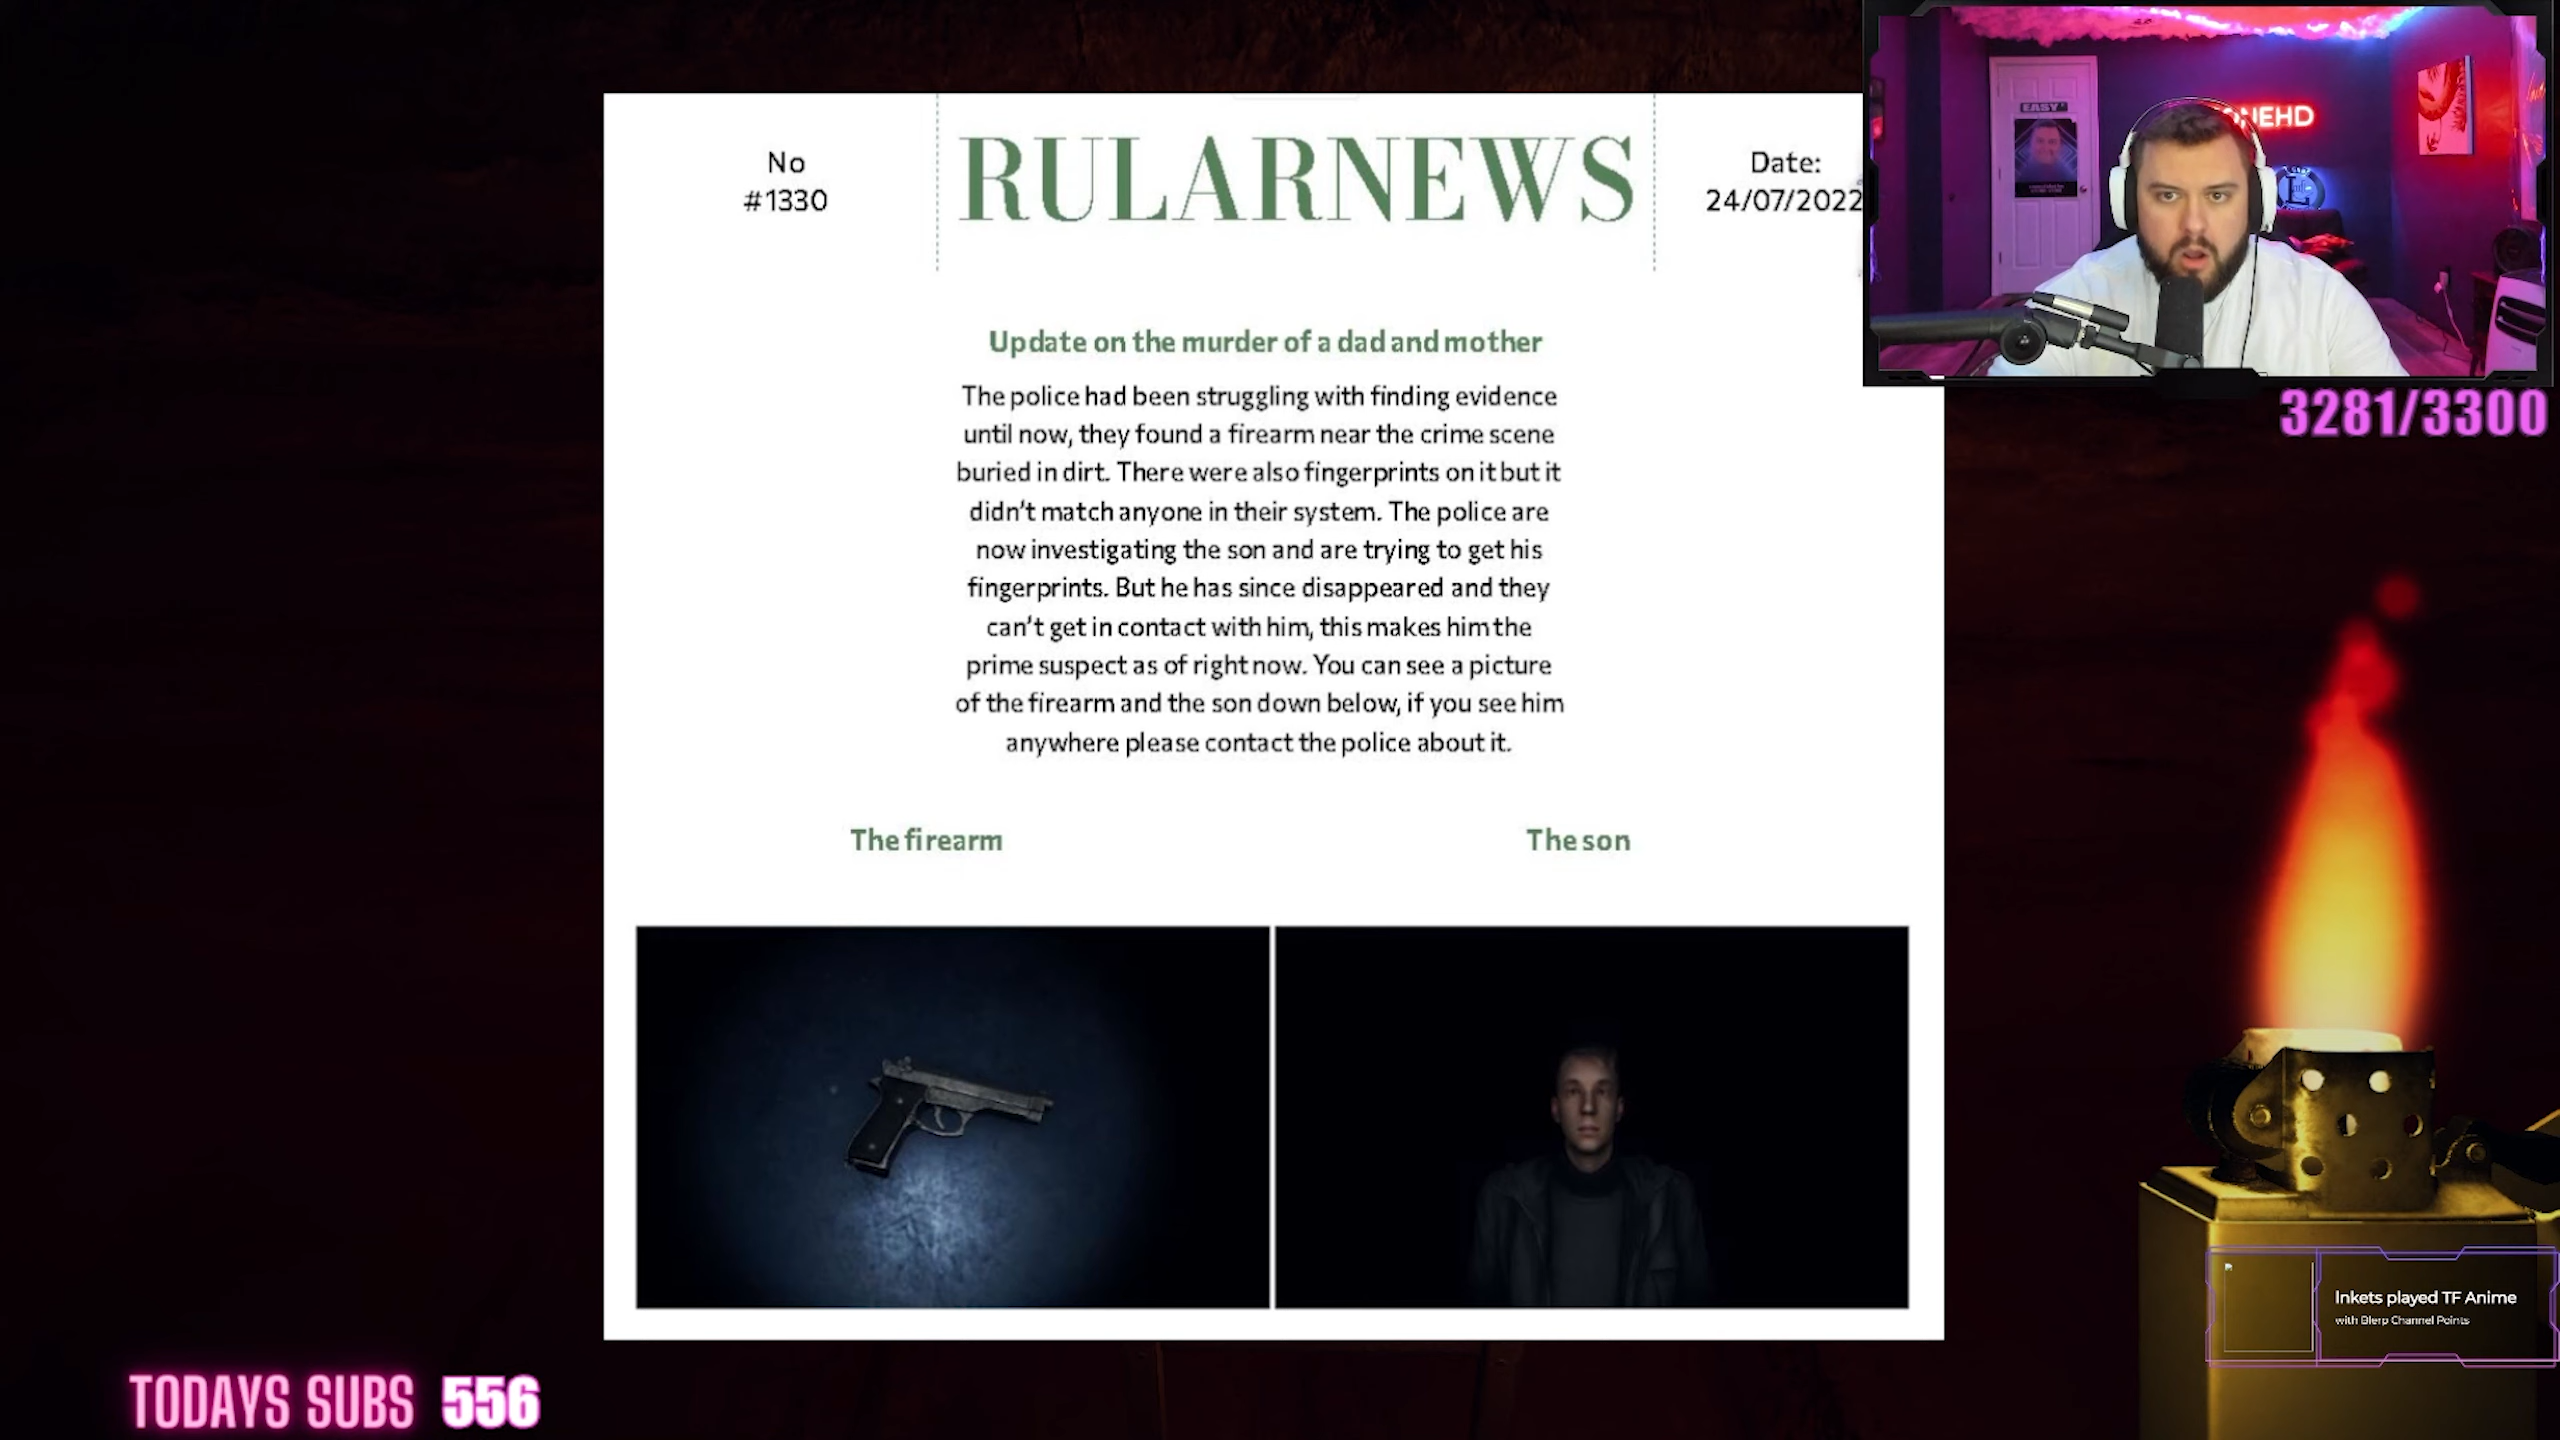 No
#1330
RULARNEWS
Date:
24/07/2022
EASY
ONEHD
3281/3300
Update on the murder of a dad and mother
The police had been struggling with finding evidence
until now, they found a firearm near the crime scene
buried in dirt. There were also fingerprints on it but it
didn't match anyone in their system. The police are
now investigating the son and are trying to get his
fingerprints. But he has since disappeared and they
can't get in contact with him, this makes him the
prime suspect as of right now. You can see a picture
of the firearm and the son down below, if you see him
anywhere please contact the police about it.
The firearm
The son
Inkets played TF Anime
with Blerp Channel Points
TODAYS SUBS 556